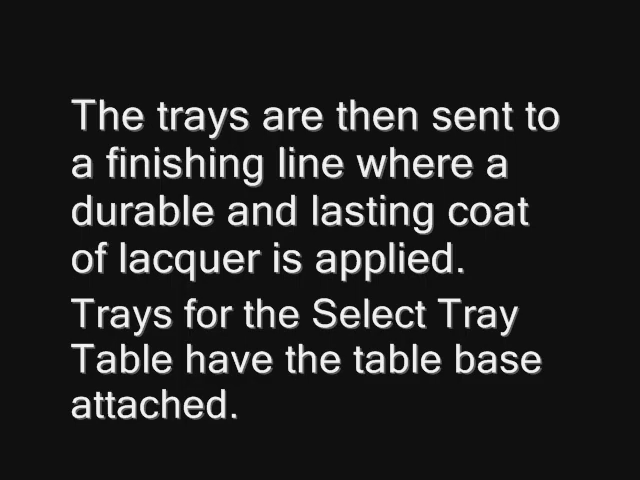 The trays are then sent to
a finishing line where a
durable and lasting coat
of lacquer is applied.
Trays for the Select Tray
Table have the table base
attached.